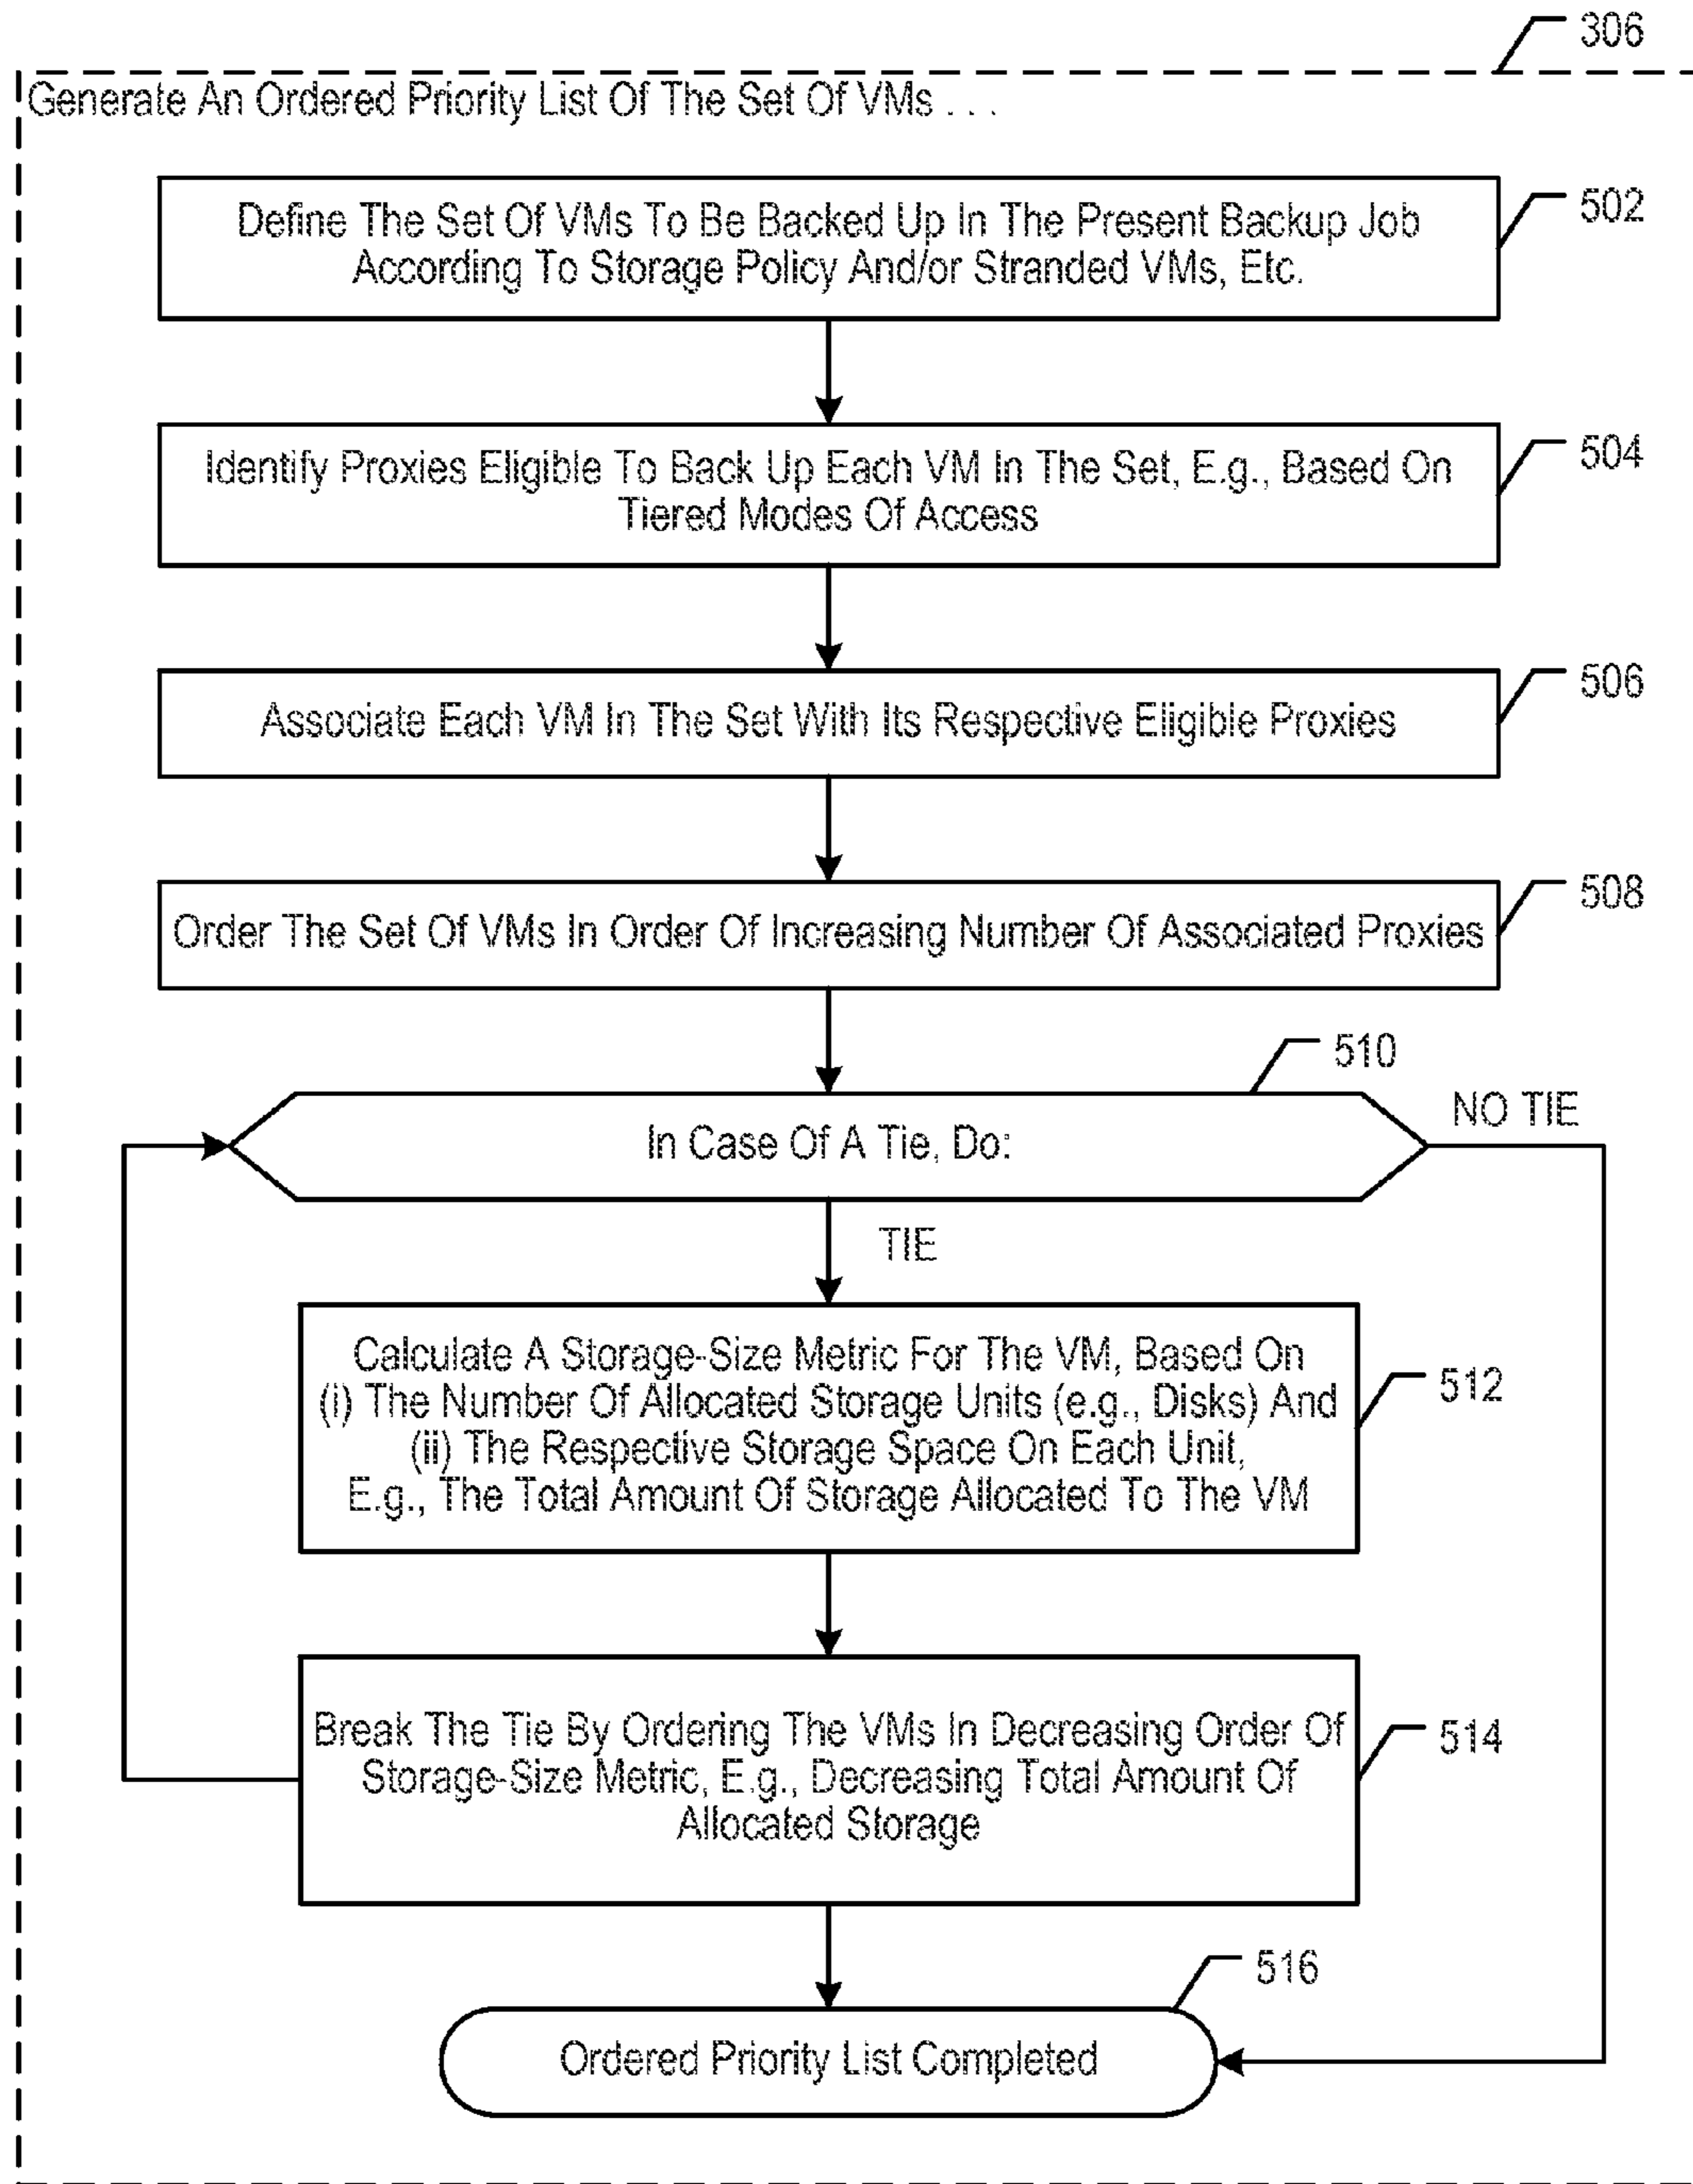 306
Generate An Ordered Priority List Of The Set Of VMs . . .
Define The Set Of VMs To Be Backed Up In The Present Backup Job
According To Storage Policy And/or Stranded VMs, Etc.
502
Identify Proxies Eligible To Back Up Each VM In The Set, E.g., Based On
Tiered Modes Of Access
504
Associate Each VM In The Set With Its Respective Eligible Proxies
506
Order The Set Of VMs In Order Of Increasing Number Of Associated Proxies
508
510
In Case Of A Tie, Do:
NO TIE
TIE
Calculate A Storage-Size Metric For The VM, Based On
(i) The Number Of Allocated Storage Units (e.g., Disks) And
(ii) The Respective Storage Space On Each Unit,
E.g., The Total Amount Of Storage Allocated To The VM
512
Break The Tie By Ordering The VMs In Decreasing Order Of
Storage-Size Metric, E.g., Decreasing Total Amount Of
Allocated Storage
514
516
Ordered Priority List Completed